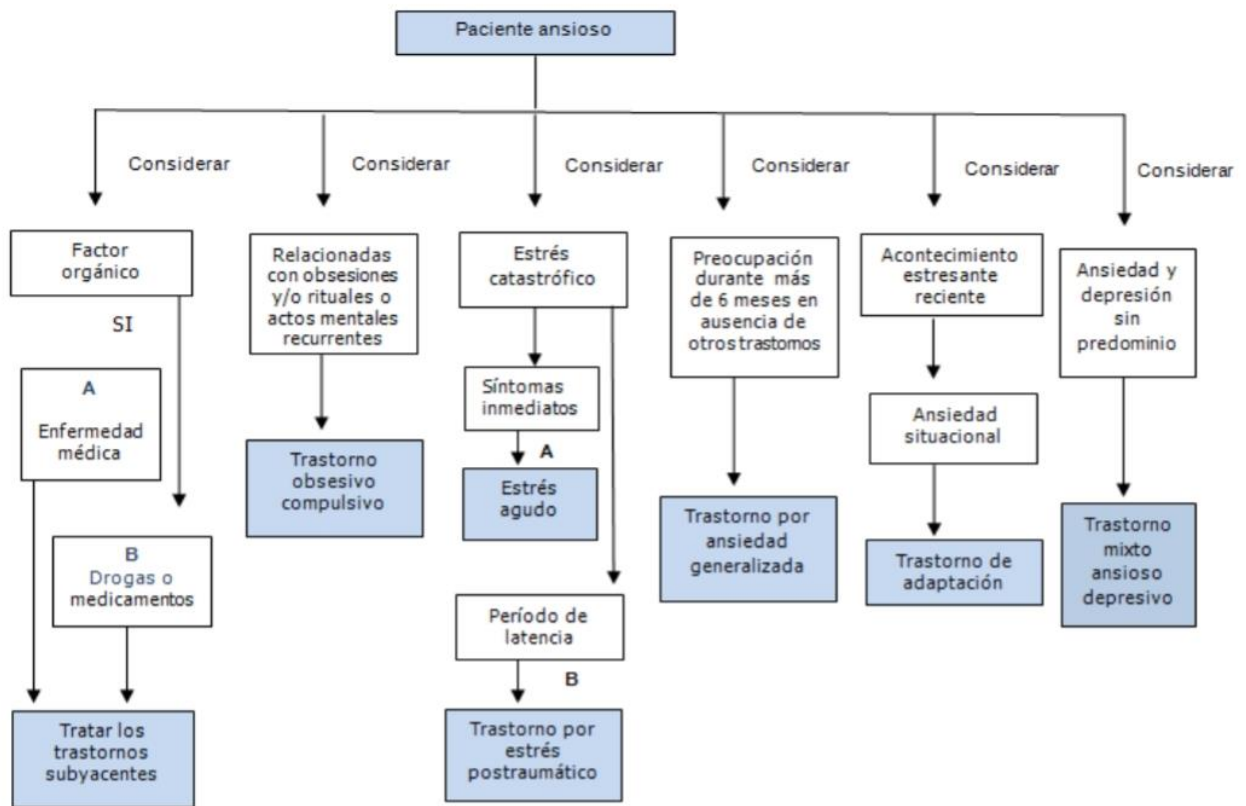 Paciente ansioso
Considerar
Considerar
Considerar
Considerar
Considerar
Considerar
Factor
orgánico
SI
A
Enfermedad
médica
B
Drogas o
medicamentos
Tratar los
trastornos
subyacentes
Relacionadas
con obsesiones
y/o rituales o
actos mentales
recurrentes
Trastorno
obsesivo
compulsivo
Estrés
catastrófico
Síntomas
inmediatos
A
Estrés
agudo
Período de
latencia
B
Trastorno por
estrés
postraumático
Preocupación
durante más
de 6 meses en
ausencia de
otros trastornos
Trastorno por
ansiedad
generalizada
Acontecimiento
estresante
reciente
Ansiedad
situacional
Trastorno de
adaptación
Ansiedad y
depresión
sin
predominio
Trastorno
mixto
ansioso
depresivo